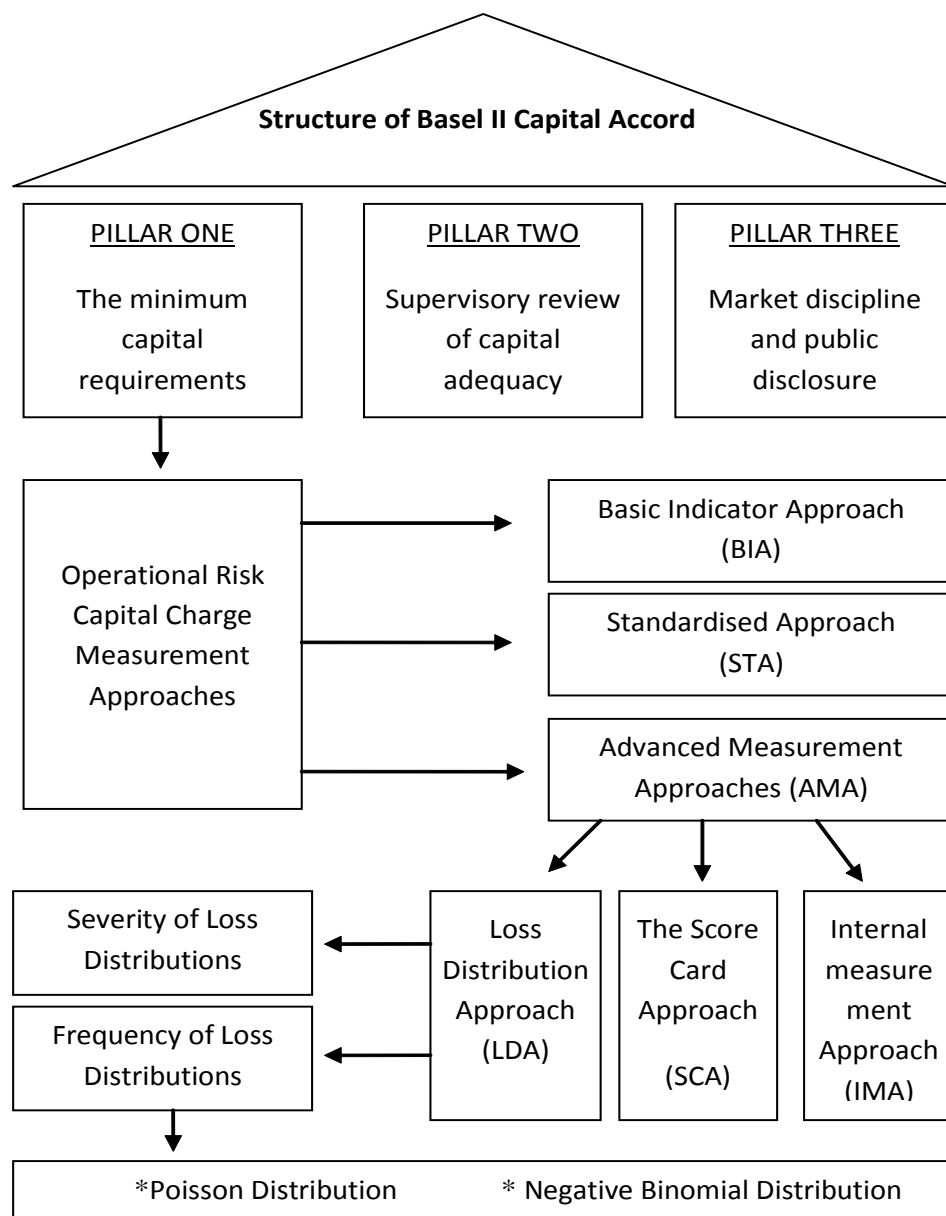 Structure of Basel II Capital Accord
PILLAR ONE
The minimum
capital
requirements
PILLAR TWO
Supervisory review
of capital
adequacy
PILLAR THREE
Market discipline
and public
disclosure
Operational Risk
Capital Charge
Measurement
Approaches
Basic Indicator Approach
(BIA)
Standardised Approach
(STA)
Advanced Measurement
Approaches (AMA)
Severity of Loss
Distributions
Frequency of Loss
Distributions
Loss
Distribution
Approach
(LDA)
The Score
Card
Approach
(SCA)
Internal
measure
ment
Approach
(IMA)
*Poisson Distribution * Negative Binomial Distribution